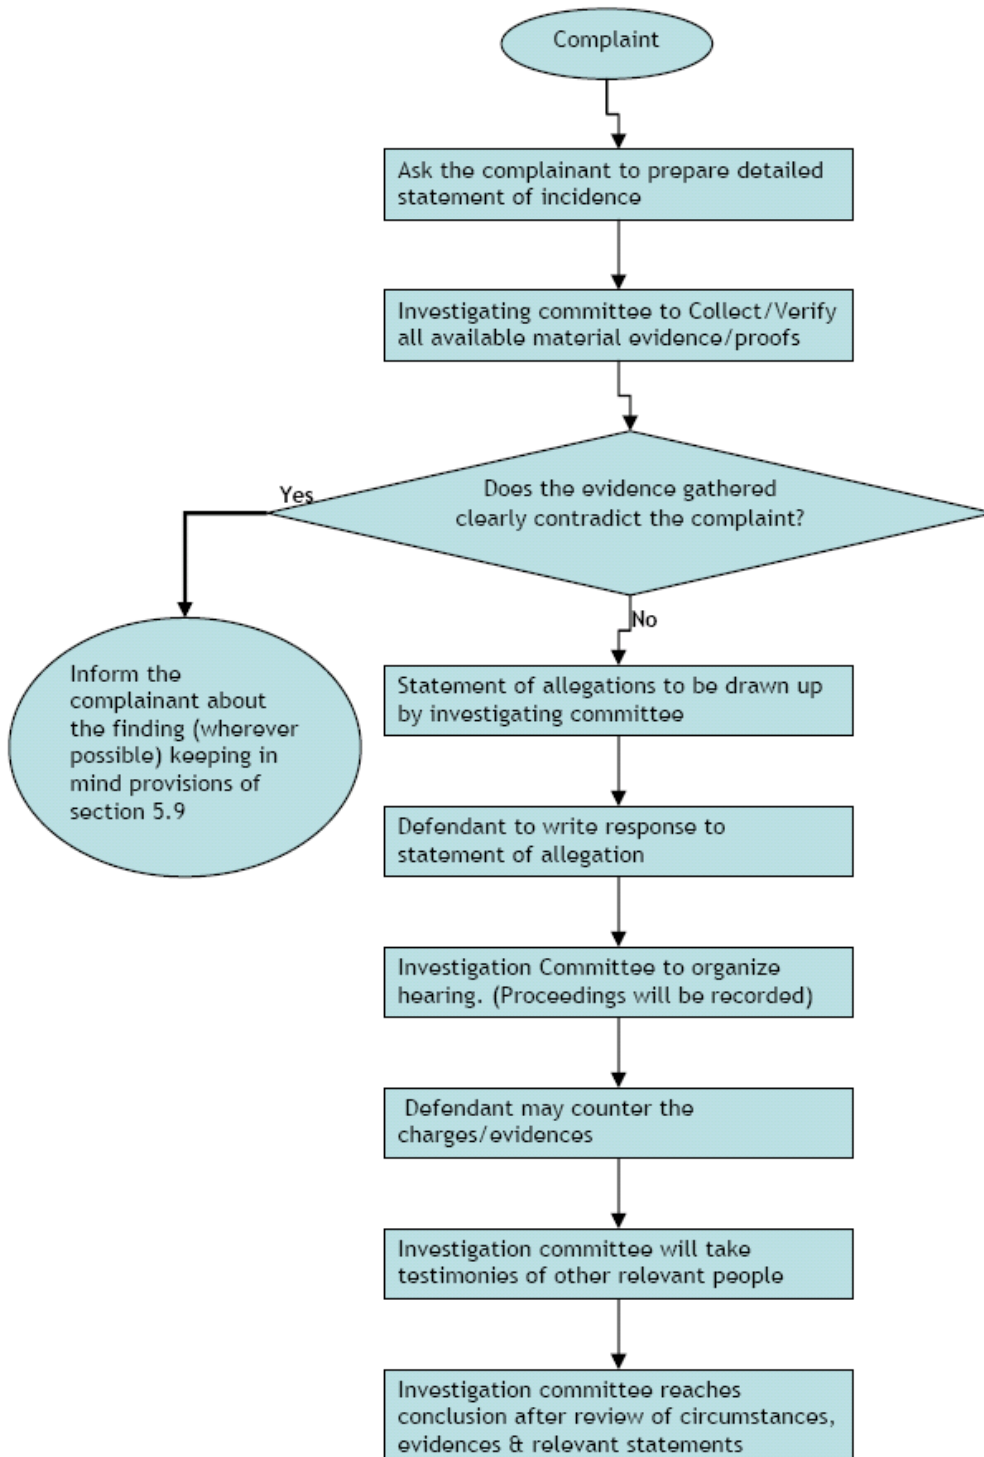 Complaint
Ask the complainant to prepare detailed
statement of incidence
Investigating committee to Collect/Verify
all available material evidence/proofs
Does the evidence gathered
clearly contradict the complaint?
Yes
No
Inform the
complainant about
the finding (wherever
possible) keeping in
mind provisions of
section 5.9
Statement of allegations to be drawn up
by investigating committee
Defendant to write response to
statement of allegation
Investigation Committee to organize
hearing. (Proceedings will be recorded)
Defendant may counter the
charges/evidences
Investigation committee will take
testimonies of other relevant people
Investigation committee reaches
conclusion after review of circumstances,
evidences & relevant statements